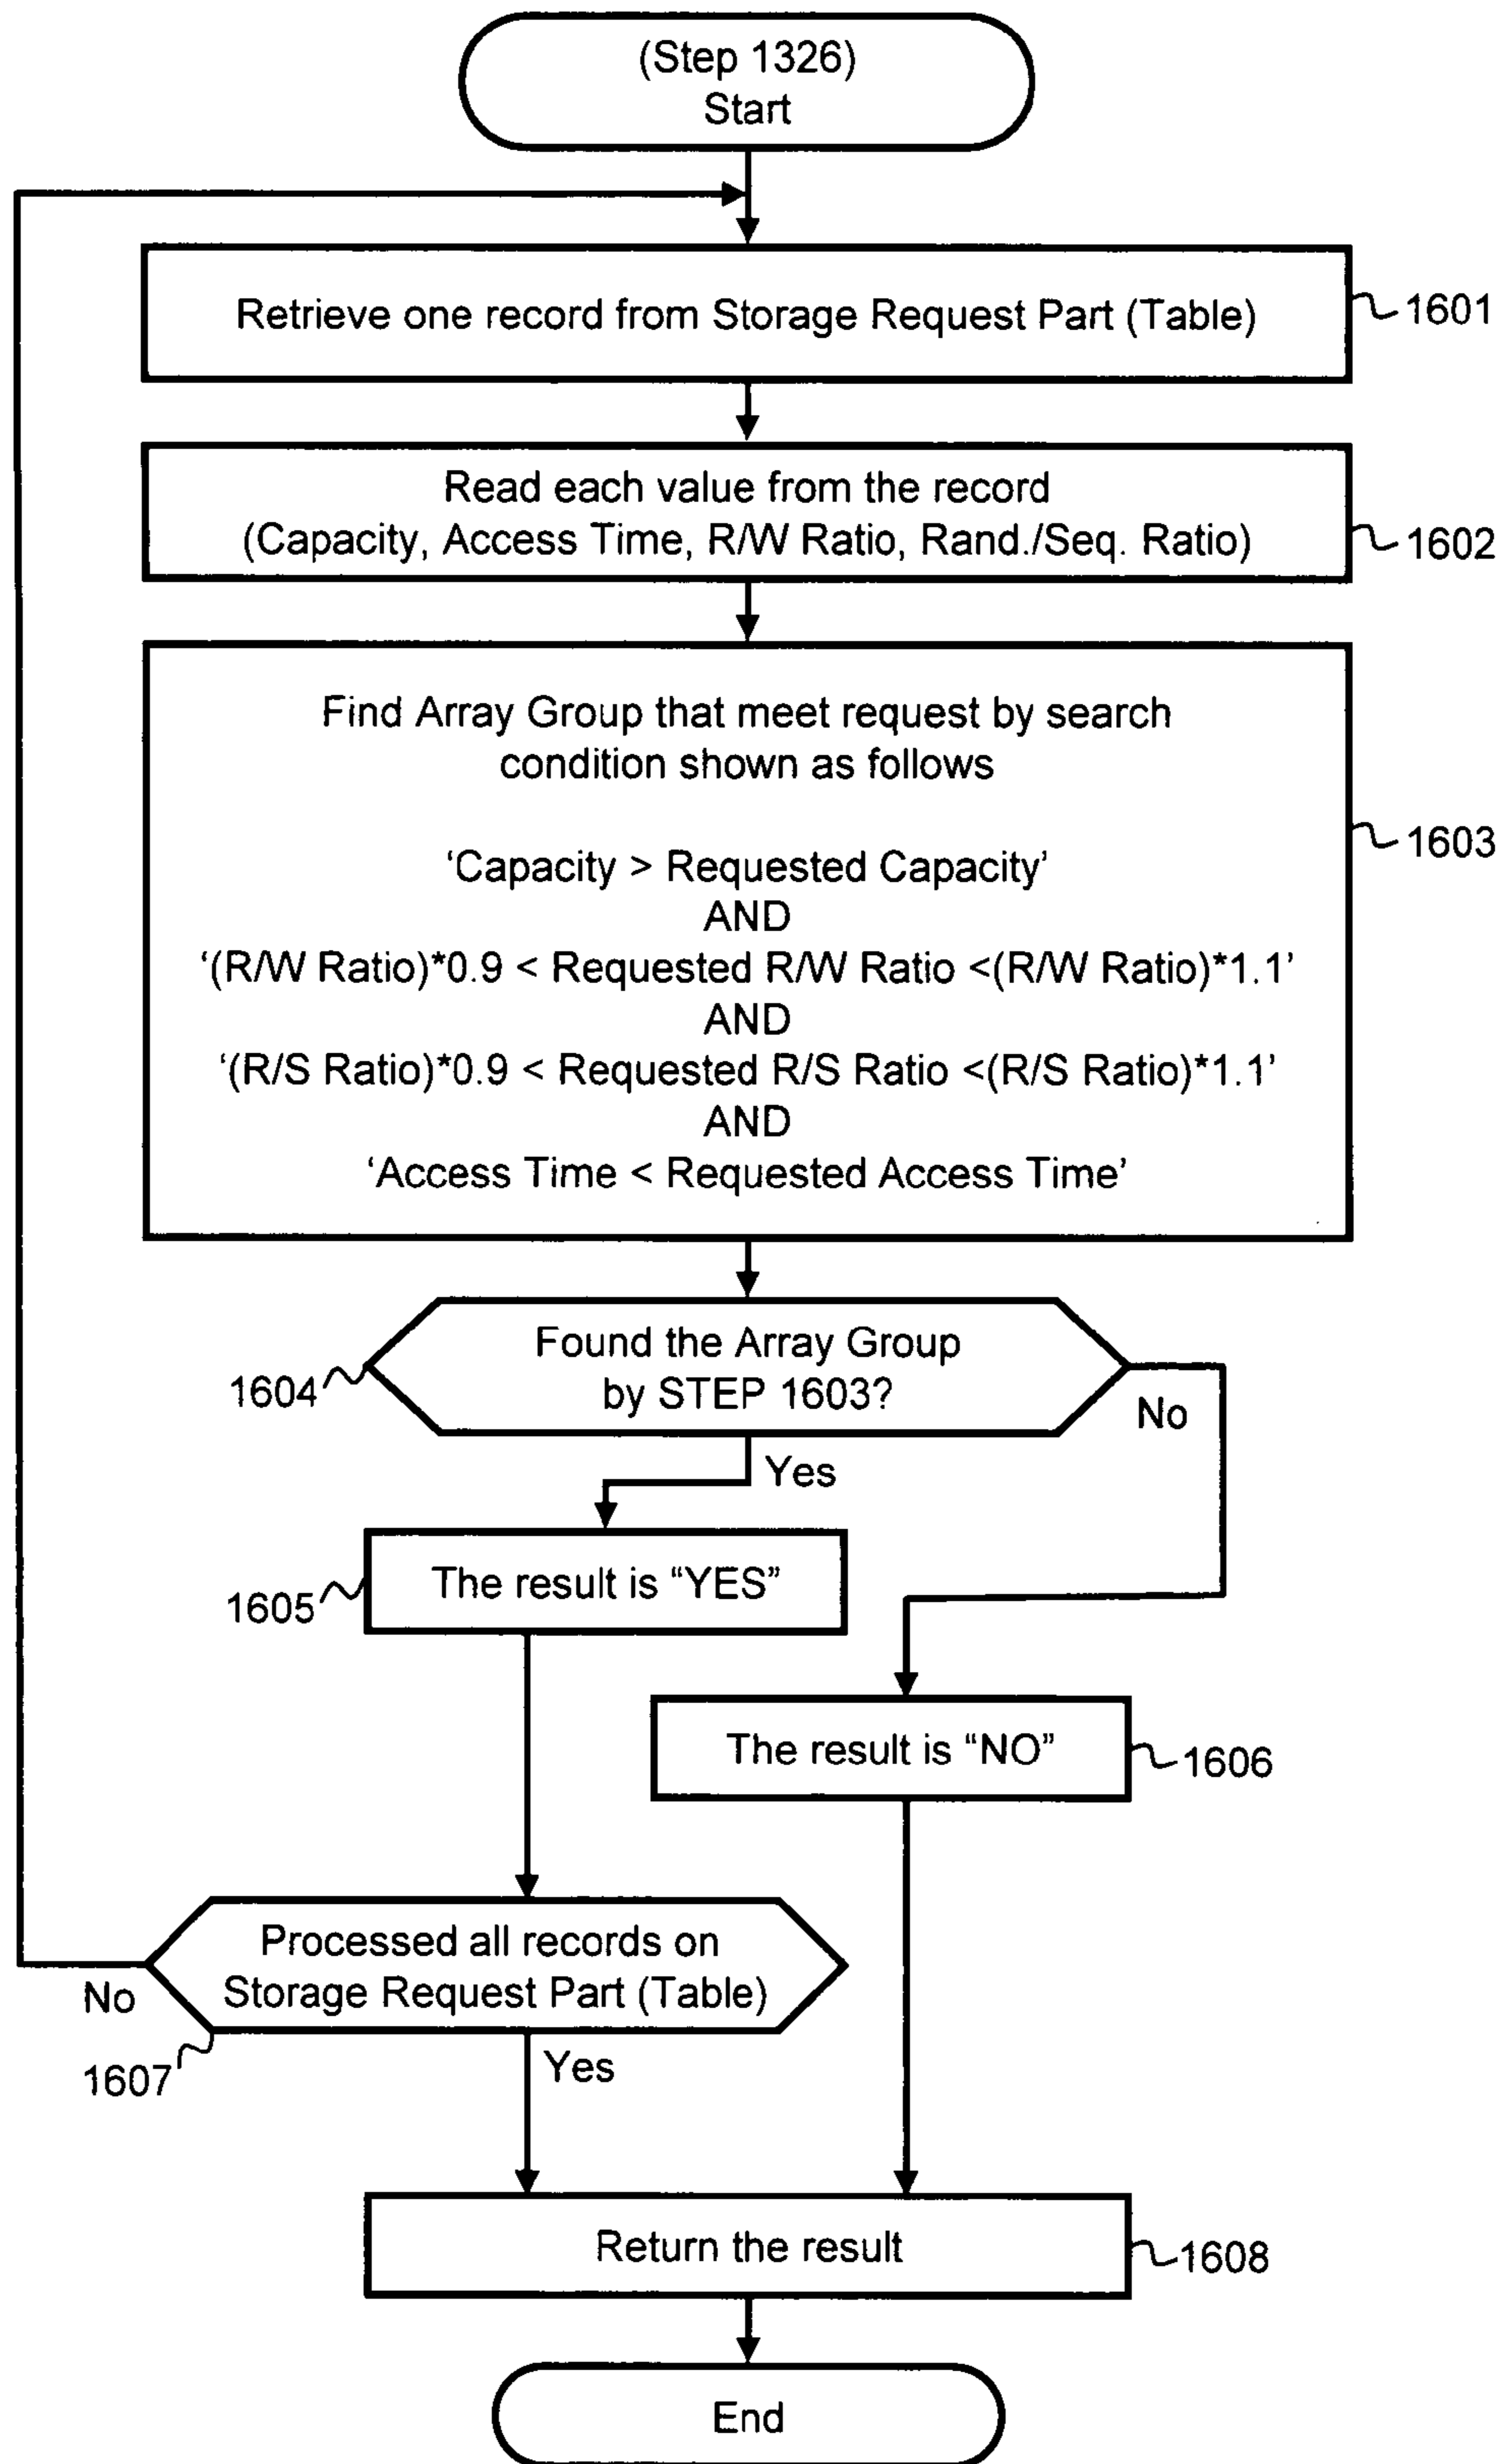 (Step 1326)
Start
Retrieve one record from Storage Request Part (Table)
1601
Read each value from the record
(Capacity, Access Time, R/W Ratio, Rand./Seq. Ratio)
1602
Find Array Group that meet request by search
condition shown as follows
‘Capacity > Requested Capacity’
AND
‘(R/W Ratio)*0.9 < Requested R/W Ratio <(R/W Ratio)*1.1’
AND
‘(R/S Ratio)*0.9 < Requested R/S Ratio <(R/S Ratio)*1.1’
AND
‘Access Time < Requested Access Time’
1603
Found the Array Group
by STEP 1603?
1604
No
Yes
The result is “YES”
1605
The result is “NO”
1606
Processed all records on
Storage Request Part (Table)
No
1607
Yes
Return the result
1608
End